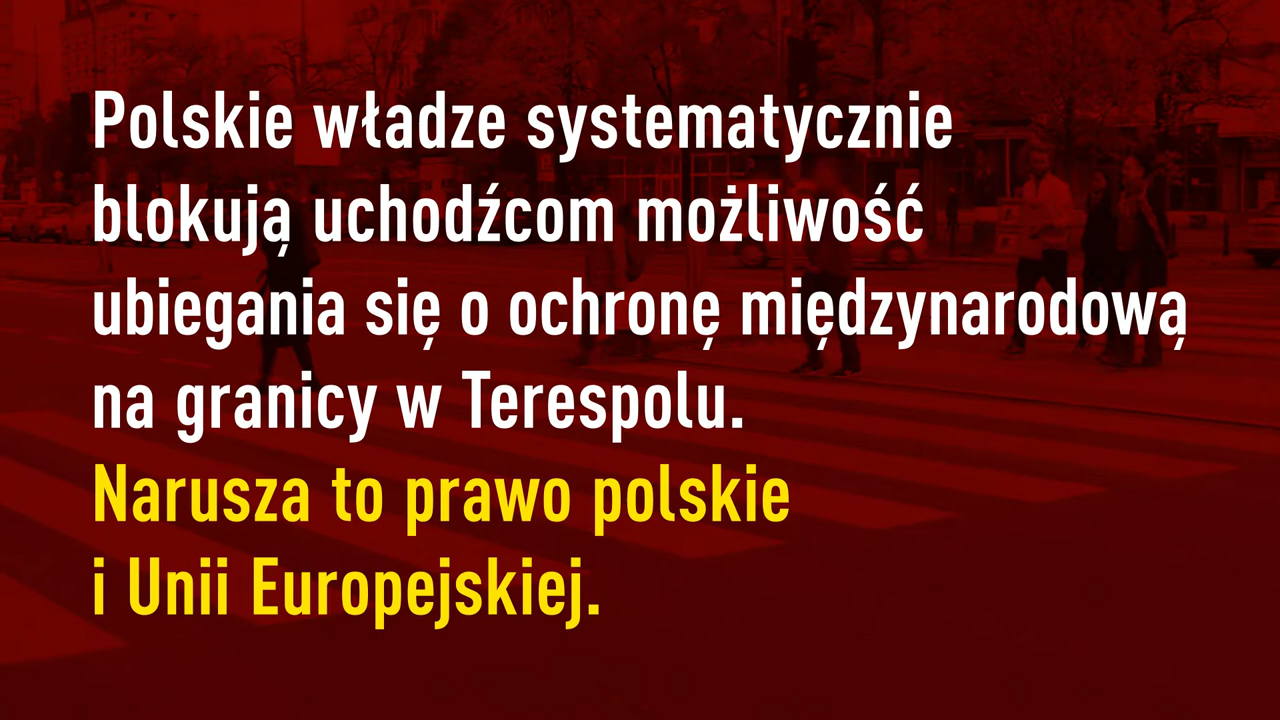 Polskie władze systematycznie
blokują uchodźcom możliwość
ubiegania się o ochronę międzynarodową
na granicy w Terespolu.
Narusza to prawo polskie
i Unii Europejskiej.